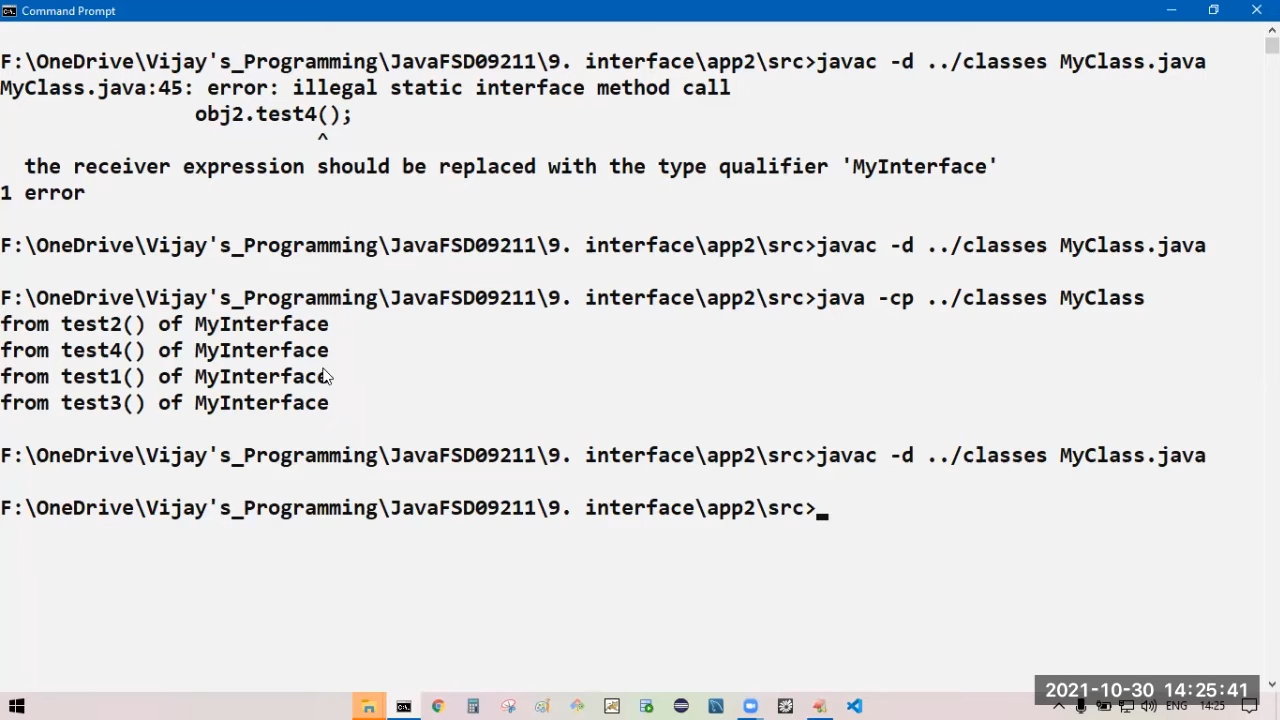 Command Prompt
F:\OneDrive\Vijay's_Programming\JavaFSD09211\9. interface\app2\src>javac -d ../classes MyClass.java
MyClass.java:45: error: illegal static interface method call
obj2.test4();
^
the receiver expression should be replaced with the type qualifier 'MyInterface'
1 error
F:\OneDrive\Vijay's_Programming\JavaFSD09211\9. interface\app2\src>javac -d ../classes MyClass.java
F:\OneDrive\Vijay's_Programming\JavaFSD09211\9. interface\app2\src>java -cp ../classes MyClass
from test2() of MyInterface
from test4() of MyInterface
from test1() of MyInterface
from test3() of MyInterface
F:\OneDrive\Vijay's_Programming\JavaFSD09211\9. interface\app2\src>javac -d ../classes MyClass.java
F:\OneDrive\Vijay's_Programming\JavaFSD09211\9. interface\app2\src>
2021-10-30 14:25:41
ENG 14:25